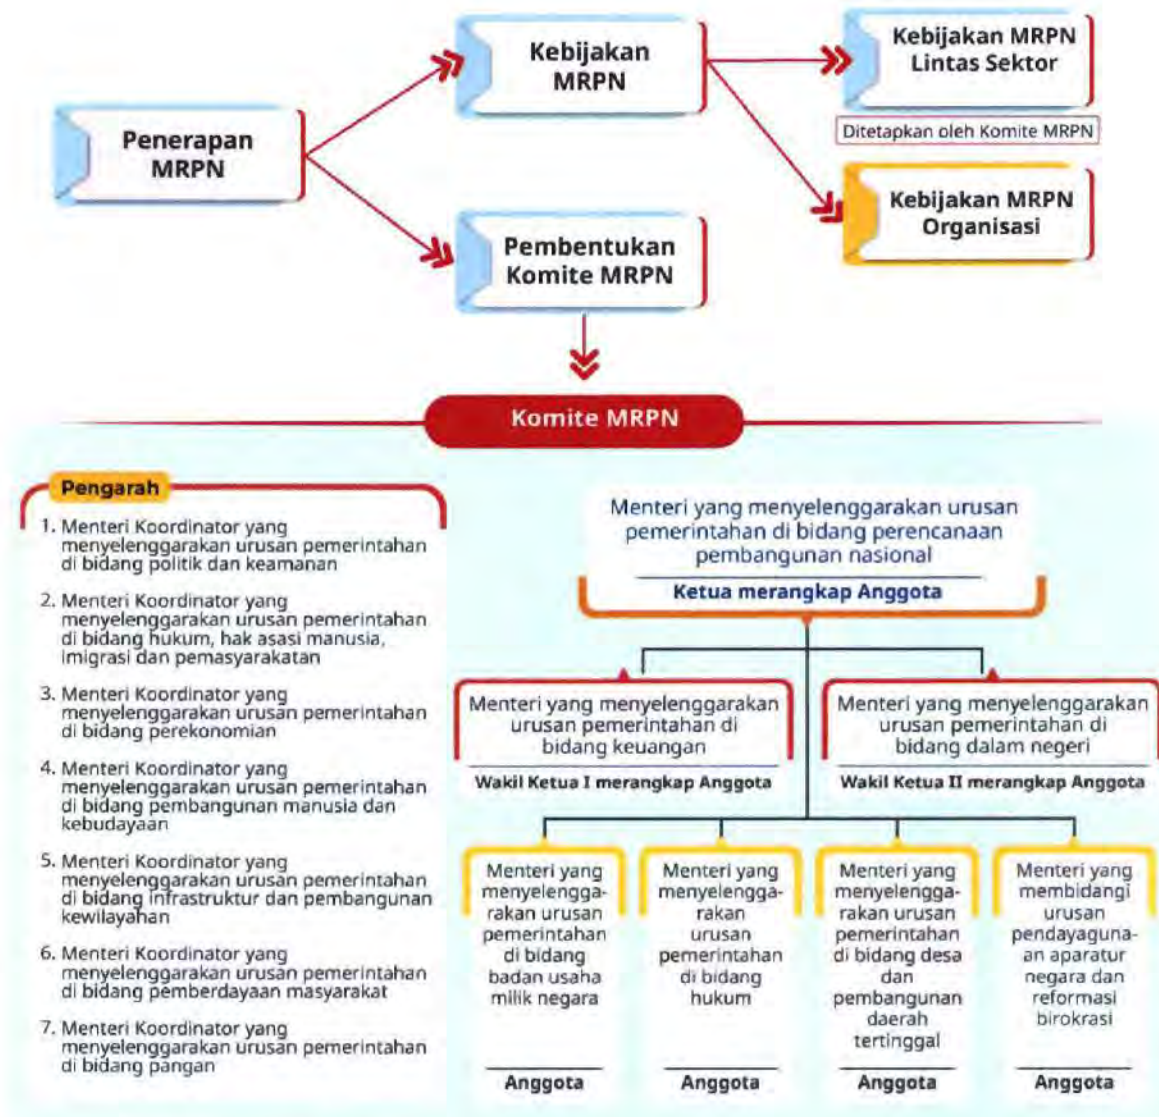 Penerapan
MRPN
Kebijakan
MRPN
Pembentukan
Komite MRPN
Kebijakan MRPN
Lintas Sektor
Ditetapkan oleh Komite MRPN
Kebijakan MRPN
Organisasi
Komite MRPN
Pengarah
1. Menteri Koordinator yang
menyelenggarakan urusan pemerintahan
di bidang politik dan keamanan
2. Menteri Koordinator yang
menyelenggarakan urusan pemerintahan
di bidang hukum, hak asasi manusia,
imigrasi dan pemasyarakatan
3. Menteri Koordinator yang
menyelenggarakan urusan pemerintahan
di bidang perekonomian
4. Menteri Koordinator yang
menyelenggarakan urusan pemerintahan
di bidang pembangunan manusia dan
kebudayaan
5. Menteri Koordinator yang
menyelenggarakan urusan pemerintahan
di bidang infrastruktur dan pembangunan
kewilayahan
6. Menteri Koordinator yang
menyelenggarakan urusan pemerintahan
di bidang pemberdayaan masyarakat
7. Menteri Koordinator yang
menyelenggarakan urusan pemerintahan
di bidang pangan
Menteri yang menyelenggarakan urusan
pemerintahan di bidang perencanaan
pembangunan nasional
Ketua merangkap Anggota
Menteri yang menyelenggarakan
urusan pemerintahan di
bidang keuangan
Wakil Ketua I merangkap Anggota
Menteri yang menyelenggarakan
urusan pemerintahan di
bidang dalam negeri
Wakil Ketua II merangkap Anggota
Menteri yang
menyelengga-
rakan urusan
pemerintahan
di bidang
badan usaha
milik negara
Anggota
Menteri yang
menyelengga-
rakan
urusan
pemerintahan
di bidang
hukum
Anggota
Menteri yang
menyelengga-
rakan urusan
pemerintahan
di bidang desa
dan
pembangunan
daerah
tertinggal
Anggota
Menteri yang
membidangi
urusan
pendayaguna-
an aparatur
negara dan
reformasi
birokrasi
Anggota